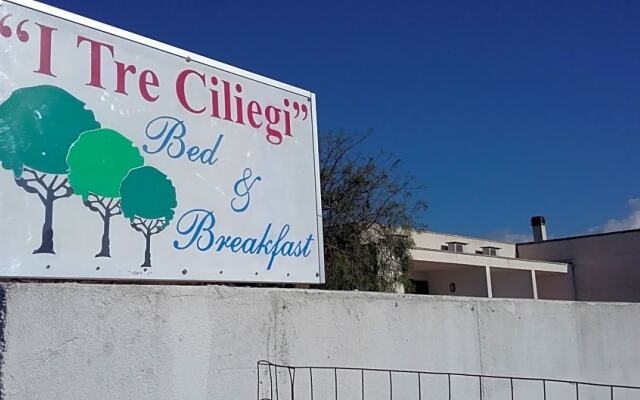 “I Tre Ciliegi”
Bed
&
Breakfast